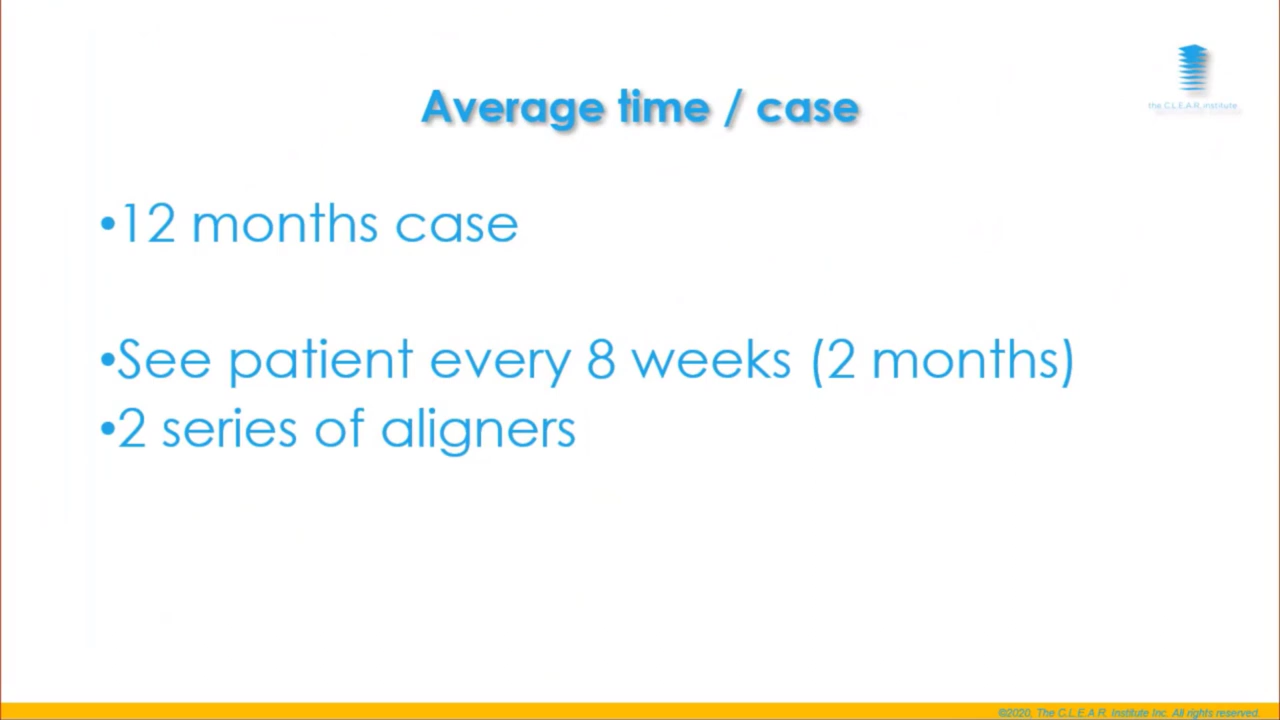 Average time / case
the C.L.E.A.R. institute
•12 months case
•See patient every 8 weeks (2 months)
•2 series of aligners
©2020, The C.L.E.A.R. Institute Inc. All rights reserved.